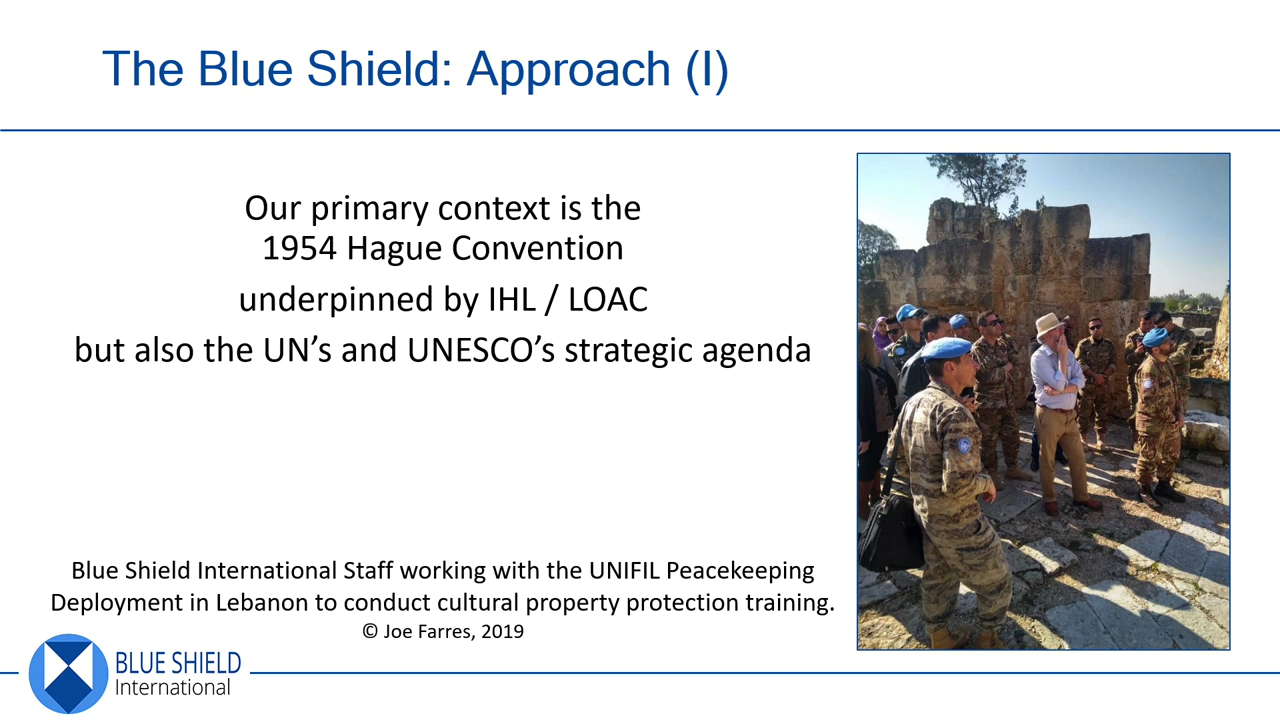 The Blue Shield: Approach (I)
Our primary context is the
1954 Hague Convention
underpinned by IHL / LOAC
but also the UN’s and UNESCO’s strategic agenda
Blue Shield International Staff working with the UNIFIL Peacekeeping
Deployment in Lebanon to conduct cultural property protection training.
© Joe Farres, 2019
BLUE SHIELD
International